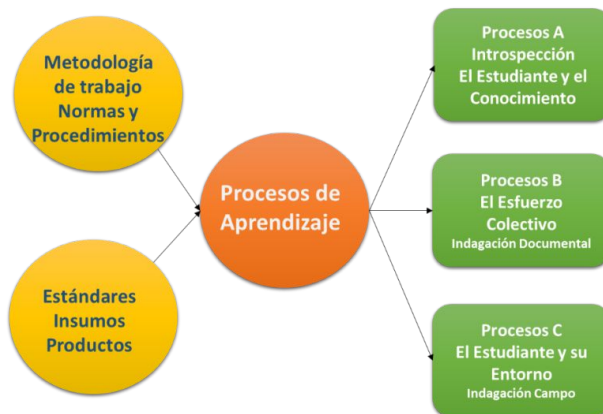 Metodología
de trabajo
Normas y
Procedimientos
Estándares
Insumos
Productos
Procesos de
Aprendizaje
Procesos A
Introspección
El Estudiante y el
Conocimiento
Procesos B
El Esfuerzo
Colectivo
Indagación Documental
Procesos C
El Estudiante y su
Entorno
Indagación Campo